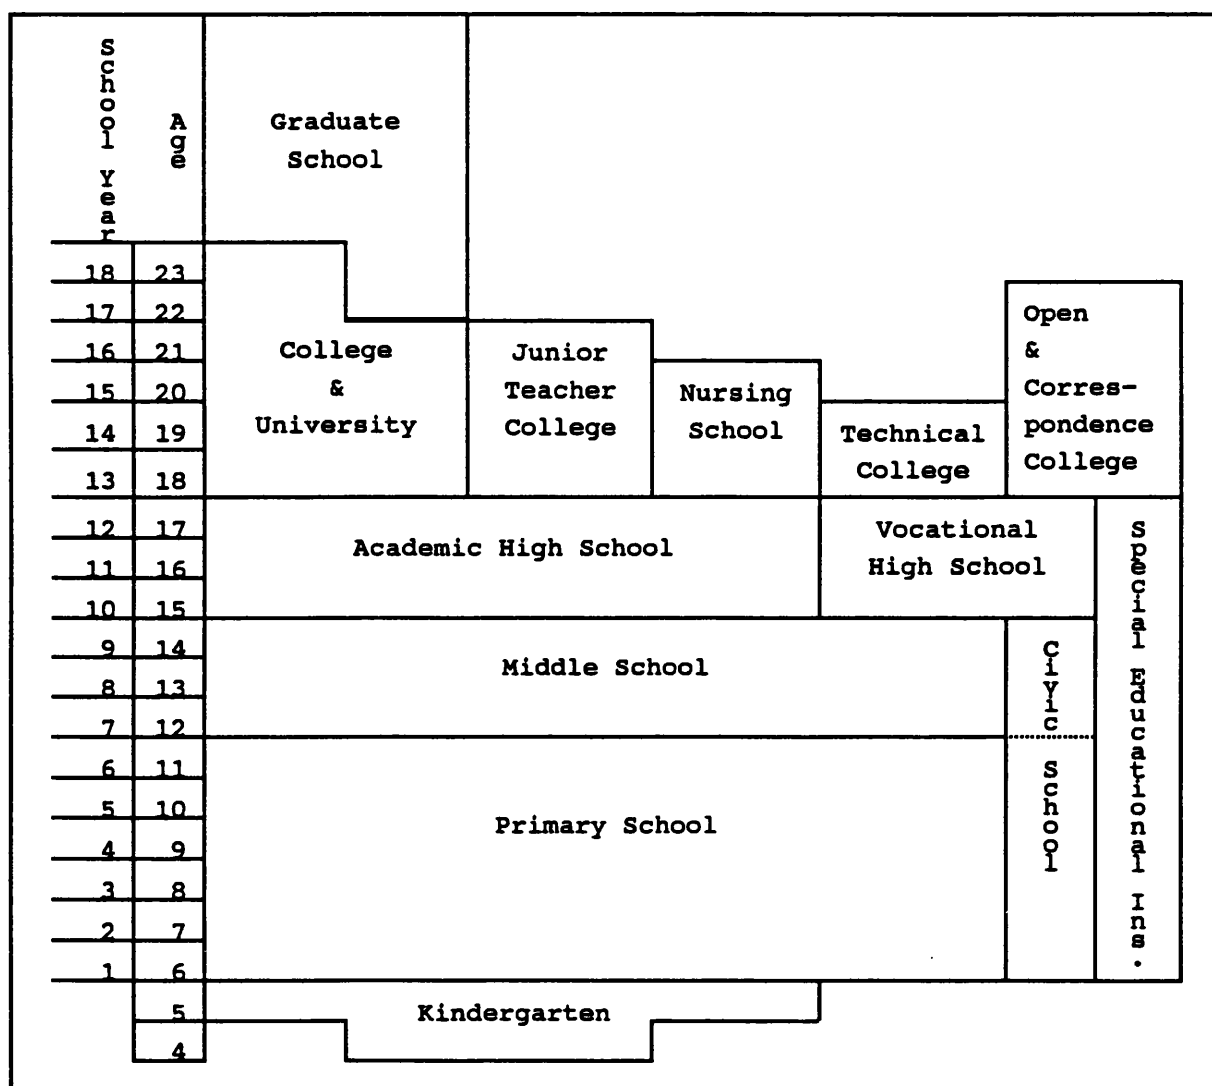 School Year
Age
Graduate
School
18 23
17 22
16 21
15 20
14 19
13 18
12 17
11 16
10 15
9 14
8 13
7 12
6 11
5 10
4 9
3 8
2 7
1 6
5
4
College
&
University
Junior
Teacher
College
Nursing
School
Technical
College
Open
&
Corres-
pondence
College
Academic High School
Vocational
High School
Middle School
Civic School
Special Educational Ins.
Primary School
Kindergarten